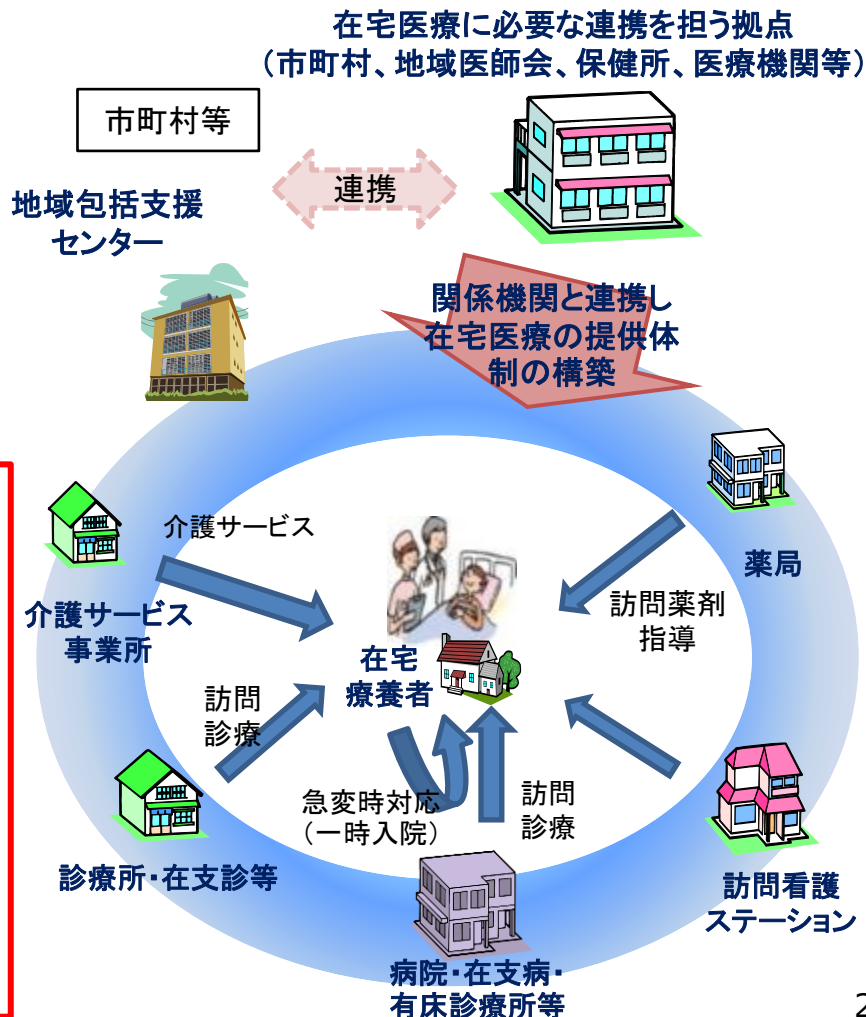 在宅医療に必要な連携を担う拠点
（市町村、地域医師会、保健所、医療機関等）
市町村等
連携
地域包括支援
センター
関係機関と連携し
在宅医療の提供体
制の構築
介護サービス
薬局
介護サービス
事業所
訪問薬剤
指導
在宅
療養者
訪問
診療
急変時対応
（一時入院）
訪問
診療
診療所・在支診等
訪問看護
ステーション
病院・在支病・
有床診療所等
2